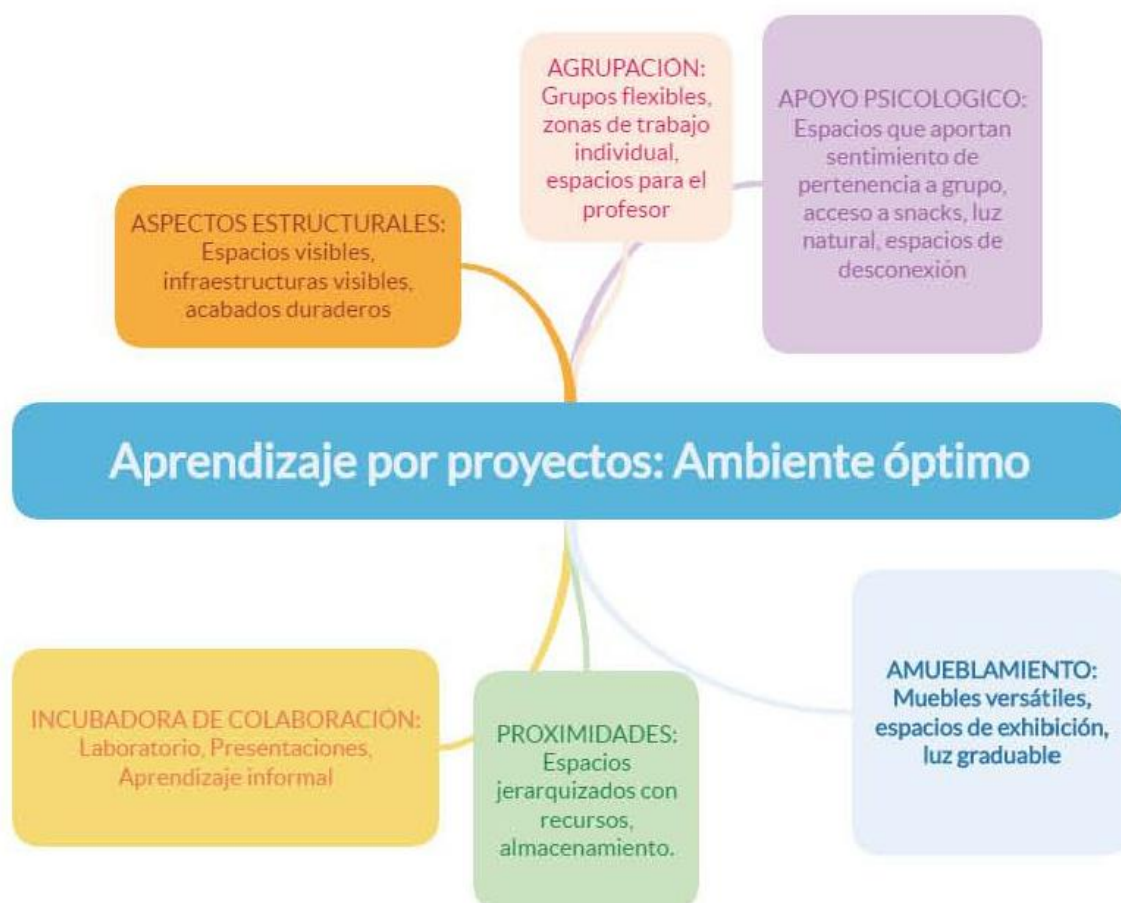 AGRUPACIÓN:
Grupos flexibles,
zonas de trabajo
individual,
espacios para el
profesor
APOYO PSICOLOGICO:
Espacios que aportan
sentimiento de
pertenencia a grupo,
acceso a snacks, luz
natural, espacios de
desconexión
ASPECTOS ESTRUCTURALES:
Espacios visibles,
infraestructuras visibles,
acabados duraderos
Aprendizaje por proyectos: Ambiente óptimo
INCUBADORA DE COLABORACIÓN:
Laboratorio, Presentaciones,
Aprendizaje informal
PROXIMIDADES:
Espacios
jerarquizados con
recursos,
almacenamiento.
AMUEBLAMIENTO:
Muebles versátiles,
espacios de exhibición,
luz graduable